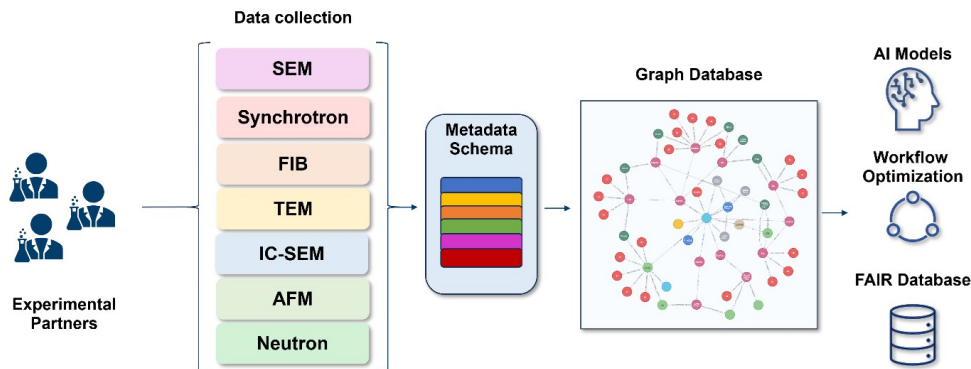 Data collection
SEM
Synchrotron
FIB
TEM
IC-SEM
AFM
Neutron
Experimental
Partners
Metadata
Schema
Graph Database
AI Models
Workflow
Optimization
FAIR Database